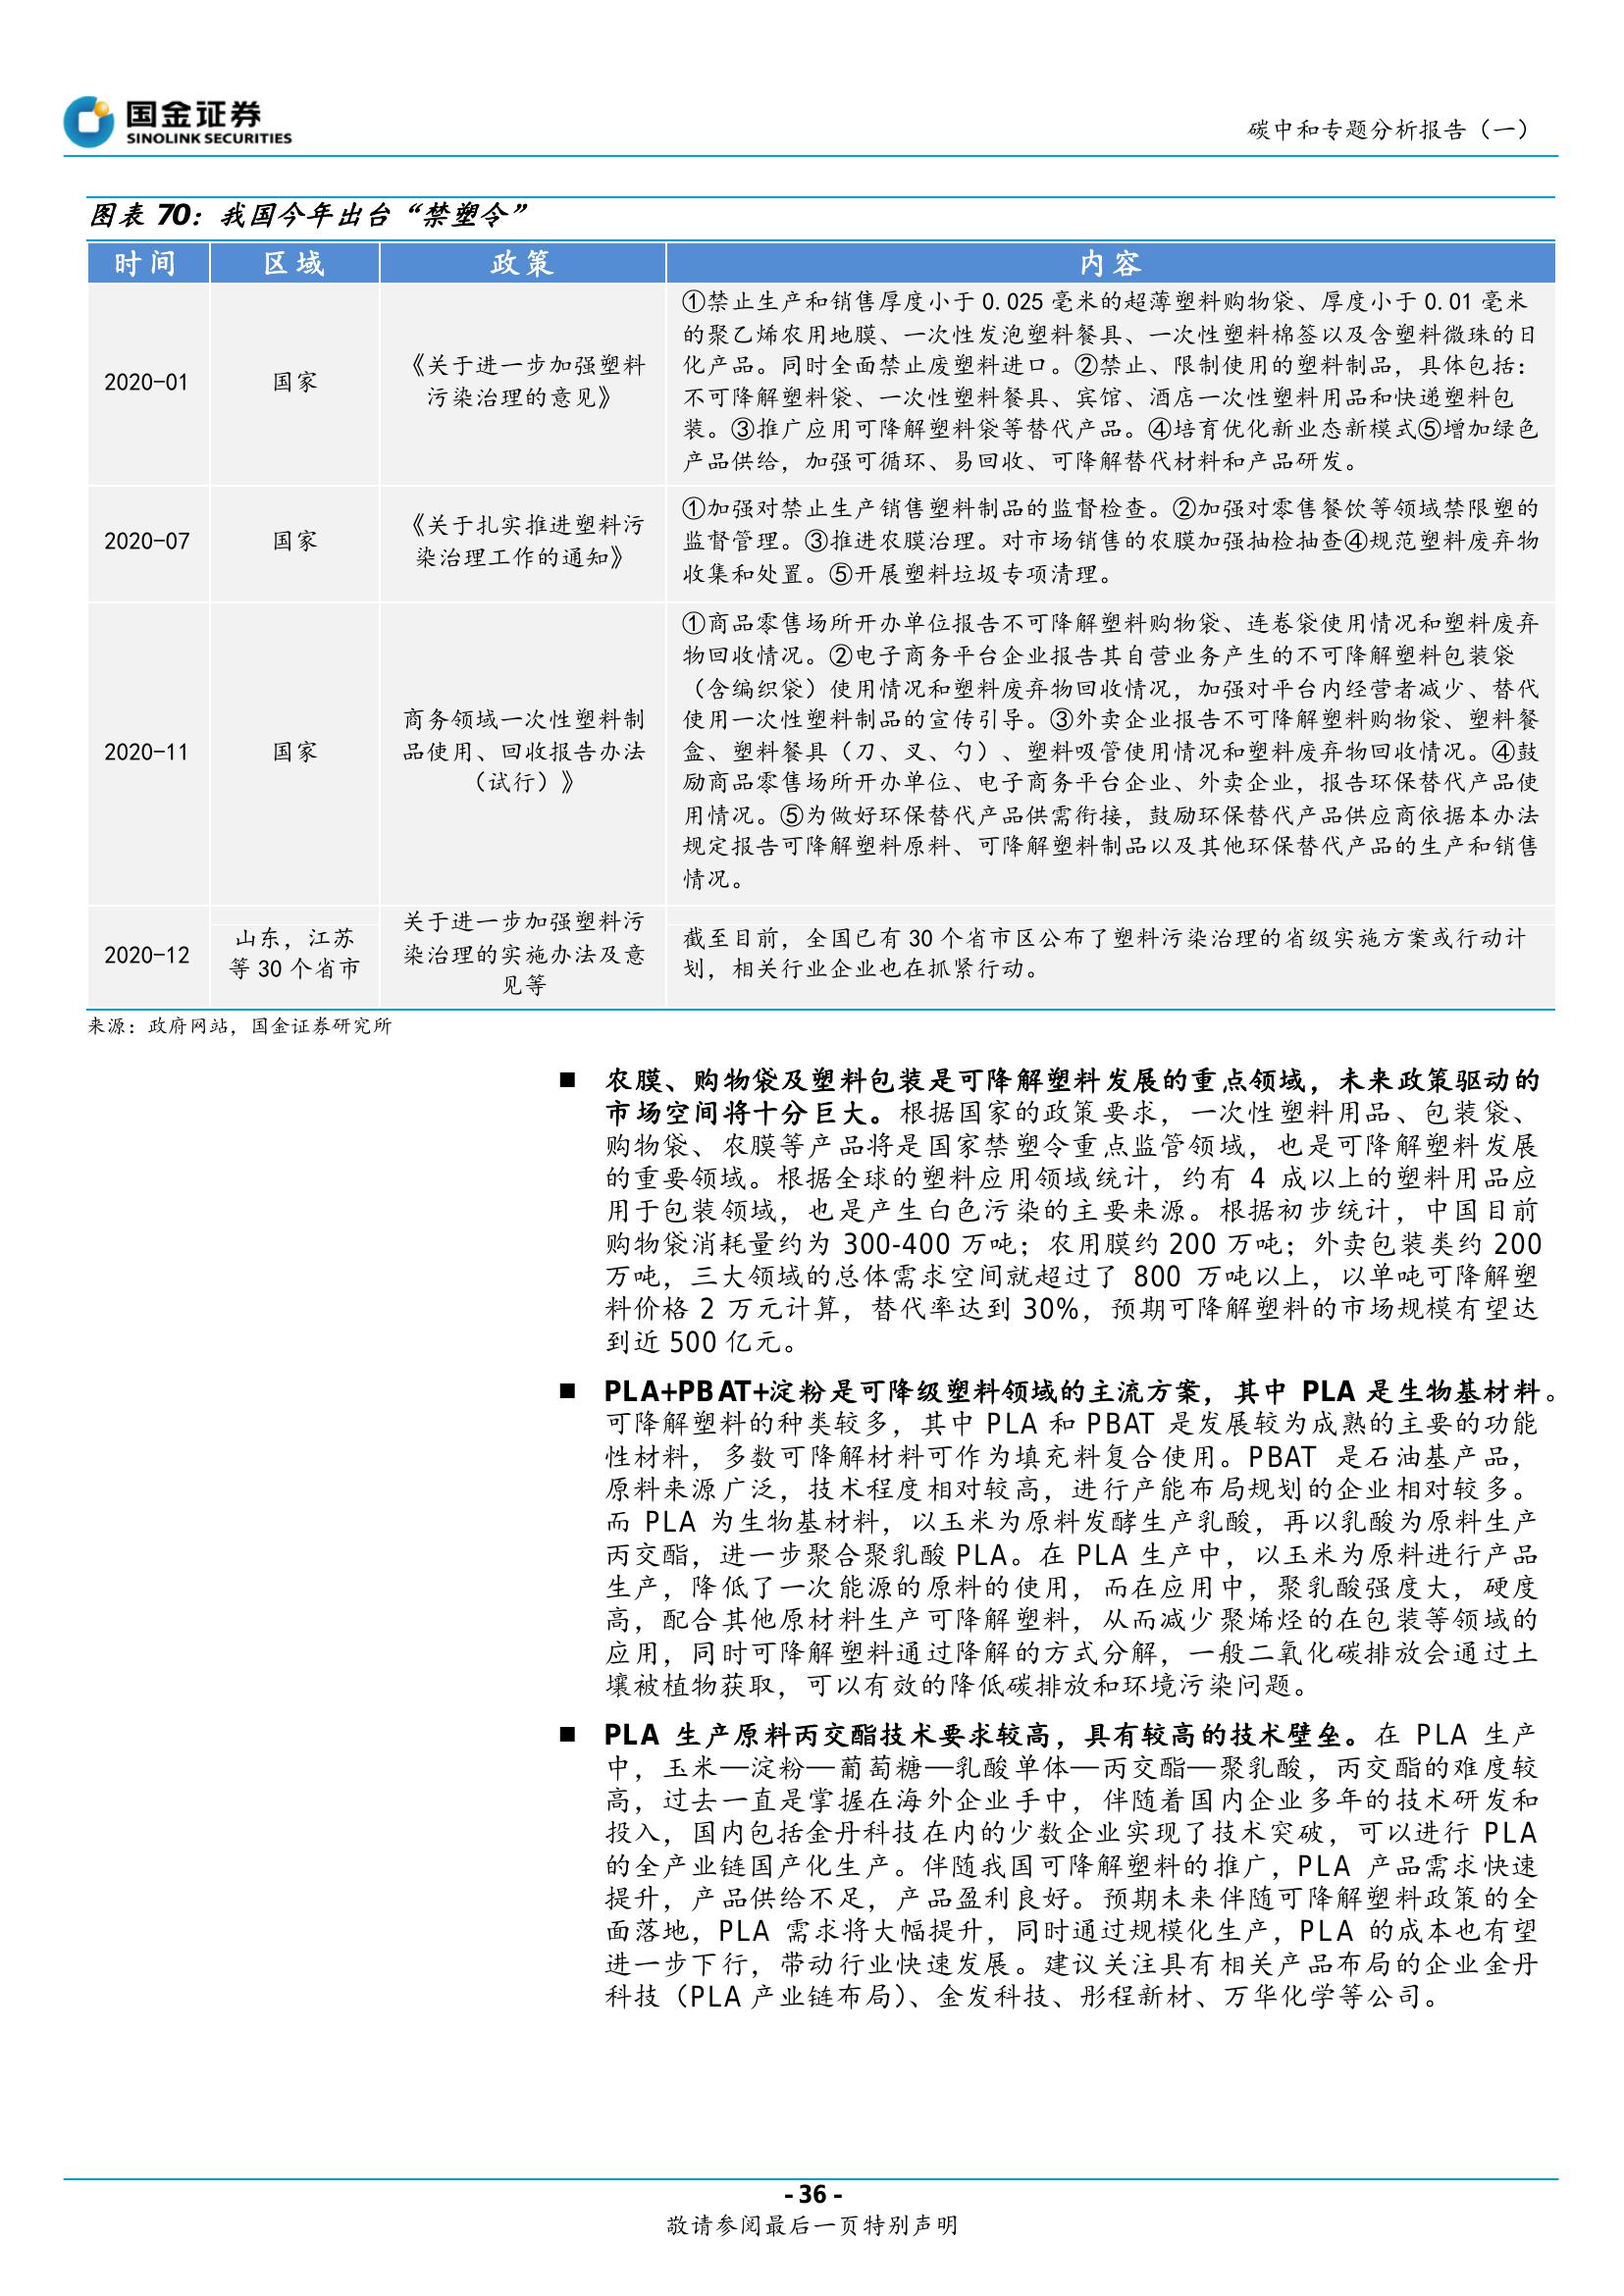 国金证券
SINOLINK SECURITIES
碳中和专题分析报告（一）
图表 70：我国今年出台“禁塑令”
时间 区域 政策 内容
2020-01 国家
《关于进一步加强塑料
污染治理的意见》
①禁止生产和销售厚度小于 0.025 毫米的超薄塑料购物袋、厚度小于 0.01 毫米
的聚乙烯农用地膜、一次性发泡塑料餐具、一次性塑料棉签以及含塑料微珠的日
化产品。同时全面禁止废塑料进口。②禁止、限制使用的塑料制品，具体包括：
不可降解塑料袋、一次性塑料餐具、宾馆、酒店一次性塑料用品和快递塑料包
装。③推广应用可降解塑料袋等替代产品。④培育优化新业态新模式⑤增加绿色
产品供给，加强可循环、易回收、可降解替代材料和产品研发。
2020-07 国家
《关于扎实推进塑料污
染治理工作的通知》
①加强对禁止生产销售塑料制品的监督检查。②加强对零售餐饮等领域禁限塑的
监督管理。③推进农膜治理。对市场销售的农膜加强抽检抽查④规范塑料废弃物
收集和处置。⑤开展塑料垃圾专项清理。
2020-11 国家
商务领域一次性塑料制
品使用、回收报告办法
（试行）》
①商品零售场所开办单位报告不可降解塑料购物袋、连卷袋使用情况和塑料废弃
物回收情况。②电子商务平台企业报告其自营业务产生的不可降解塑料包装袋
（含编织袋）使用情况和塑料废弃物回收情况，加强对平台内经营者减少、替代
使用一次性塑料制品的宣传引导。③外卖企业报告不可降解塑料购物袋、塑料餐
盒、塑料餐具（刀、叉、勺）、塑料吸管使用情况和塑料废弃物回收情况。④鼓
励商品零售场所开办单位、电子商务平台企业、外卖企业，报告环保替代产品使
用情况。⑤为做好环保替代产品供需衔接，鼓励环保替代产品供应商依据本办法
规定报告可降解塑料原料、可降解塑料制品以及其他环保替代产品的生产和销售
情况。
2020-12
山东，江苏
等 30 个省市
关于进一步加强塑料污
染治理的实施办法及意
见等
截至目前，全国已有 30 个省市区公布了塑料污染治理的省级实施方案或行动计
划，相关行业企业也在抓紧行动。
来源：政府网站，国金证券研究所
■ 农膜、购物袋及塑料包装是可降解塑料发展的重点领域，未来政策驱动的
市场空间将十分巨大。根据国家的政策要求，一次性塑料用品、包装袋、
购物袋、农膜等产品将是国家禁塑令重点监管领域，也是可降解塑料发展
的重要领域。根据全球的塑料应用领域统计，约有 4 成以上的塑料用品应
用于包装领域，也是产生白色污染的主要来源。根据初步统计，中国目前
购物袋消耗量约为 300-400 万吨；农用膜约 200 万吨；外卖包装类约 200
万吨，三大领域的总体需求空间就超过了 800 万吨以上，以单吨可降解塑
料价格 2 万元计算，替代率达到 30%，预期可降解塑料的市场规模有望达
到近 500 亿元。
■ PLA+PBAT+淀粉是可降级塑料领域的主流方案，其中 PLA 是生物基材料。
可降解塑料的种类较多，其中 PLA 和 PBAT 是发展较为成熟的主要的功能
性材料，多数可降解材料可作为填充料复合使用。PBAT 是石油基产品，
原料来源广泛，技术程度相对较高，进行产能布局规划的企业相对较多。
而 PLA 为生物基材料，以玉米为原料发酵生产乳酸，再以乳酸为原料生产
丙交酯，进一步聚合聚乳酸 PLA。在 PLA 生产中，以玉米为原料进行产品
生产，降低了一次能源的原料的使用，而在应用中，聚乳酸强度大，硬度
高，配合其他原材料生产可降解塑料，从而减少聚烯烃的在包装等领域的
应用，同时可降解塑料通过降解的方式分解，一般二氧化碳排放会通过土
壤被植物获取，可以有效的降低碳排放和环境污染问题。
■ PLA 生产原料丙交酯技术要求较高，具有较高的技术壁垒。在 PLA 生产
中，玉米—淀粉—葡萄糖—乳酸单体—丙交酯—聚乳酸，丙交酯的难度较
高，过去一直是掌握在海外企业手中，伴随着国内企业多年的技术研发和
投入，国内包括金丹科技在内的少数企业实现了技术突破，可以进行 PLA
的全产业链国产化生产。伴随我国可降解塑料的推广，PLA 产品需求快速
提升，产品供给不足，产品盈利良好。预期未来伴随可降解塑料政策的全
面落地，PLA 需求将大幅提升，同时通过规模化生产，PLA 的成本也有望
进一步下行，带动行业快速发展。建议关注具有相关产品布局的企业金丹
科技（PLA 产业链布局）、金发科技、彤程新材、万华化学等公司。
- 36 -
敬请参阅最后一页特别声明